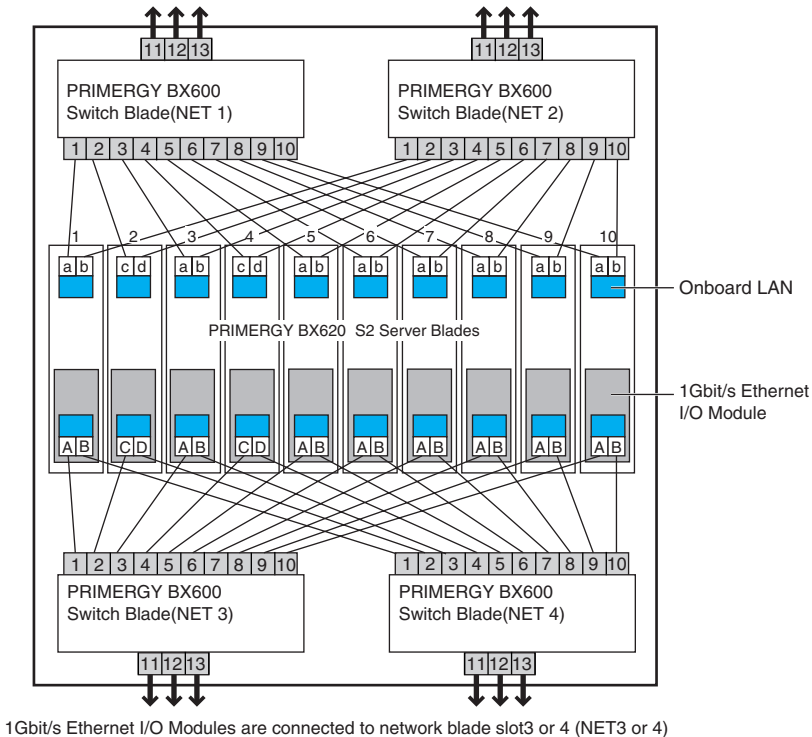 11 12 13
11 12 13
PRIMERGY BX600
Switch Blade(NET 1)
PRIMERGY BX600
Switch Blade(NET 2)
1 2 3 4 5 6 7 8 9 10
1 2 3 4 5 6 7 8 9 10
1 2 3 4 5 6 7 8 9 10
a b c d a b c d a b a b a b a b a b a b
Onboard LAN
PRIMERGY BX620 S2 Server Blades
1Gbit/s Ethernet
I/O Module
A B C D A B C D A B A B A B A B A B A B
1 2 3 4 5 6 7 8 9 10
1 2 3 4 5 6 7 8 9 10
PRIMERGY BX600
Switch Blade(NET 3)
PRIMERGY BX600
Switch Blade(NET 4)
11 12 13
11 12 13
1Gbit/s Ethernet I/O Modules are connected to network blade slot3 or 4 (NET3 or 4)